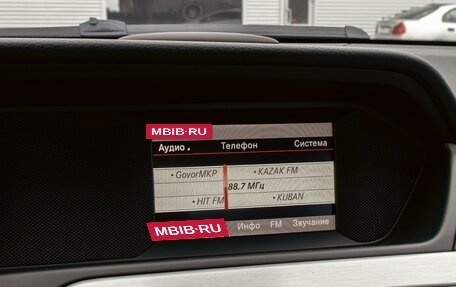 MBIB-RU
Аудио Телефон Система
• GovorMKP • KAZAK FM
88.7 МГц
• HIT FM • KUBAN
MBIB-RU Инфо FM Звучание